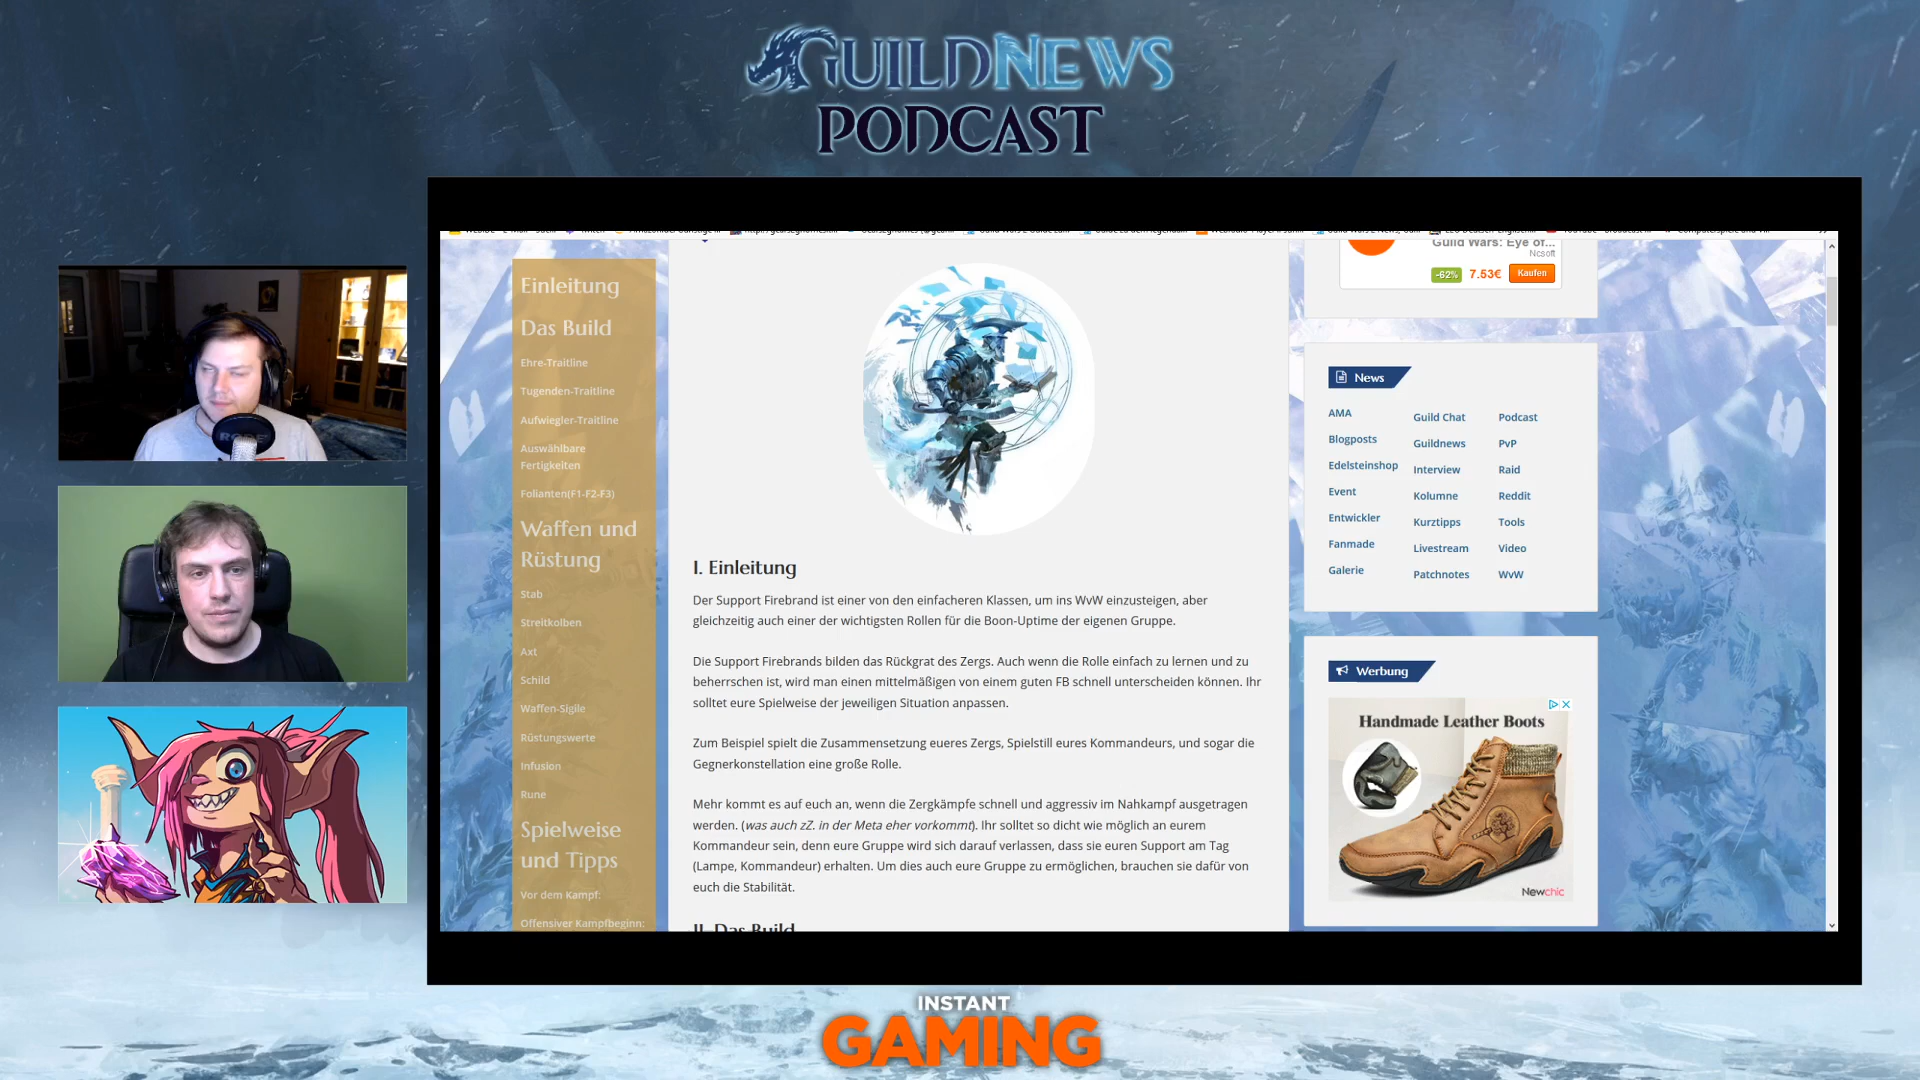 GUILDNEWS
PODCAST
Einleitung
Das Build
Ehre-Traitline
Tugenden-Traitline
Aufwiegler-Traitline
Auswählbare
Fertigkeiten
Folianten(F1-F2-F3)
Waffen und
Rüstung
Stab
Streitkolben
Axt
Schild
Waffen-Sigile
Rüstungswerte
Infusion
Rune
Spielweise
und Tipps
Vor dem Kampf:
Offensiver Kampfbeginn:
I. Einleitung
Der Support Firebrand ist einer von den einfacheren Klassen, um ins WvW einzusteigen, aber
gleichzeitig auch einer der wichtigsten Rollen für die Boon-Uptime der eigenen Gruppe.
Die Support Firebrands bilden das Rückgrat des Zergs. Auch wenn die Rolle einfach zu lernen und zu
beherrschen ist, wird man einen mittelmäßigen von einem guten FB schnell unterscheiden können. Ihr
solltet eure Spielweise der jeweiligen Situation anpassen.
Zum Beispiel spielt die Zusammensetzung eueres Zergs, Spielstill eures Kommandeurs, und sogar die
Gegnerkonstellation eine große Rolle.
Mehr kommt es auf euch an, wenn die Zergkämpfe schnell und aggressiv im Nahkampf ausgetragen
werden. (was auch zZ. in der Meta eher vorkommt). Ihr solltet so dicht wie möglich an eurem
Kommandeur sein, denn eure Gruppe wird sich darauf verlassen, dass sie euren Support am Tag
(Lampe, Kommandeur) erhalten. Um dies auch eure Gruppe zu ermöglichen, brauchen sie dafür von
euch die Stabilität.
II. Das Build
Guild Wars: Eye of...
Ncsoft
-62% 7.53€ Kaufen
News
AMA
Blogposts
Edelsteinshop
Event
Entwickler
Fanmade
Galerie
Guild Chat
Guildnews
Interview
Kolumne
Kurztipps
Livestream
Patchnotes
Podcast
PvP
Raid
Reddit
Tools
Video
WvW
Werbung
Handmade Leather Boots
Newchic
RODE
INSTANT
GAMING